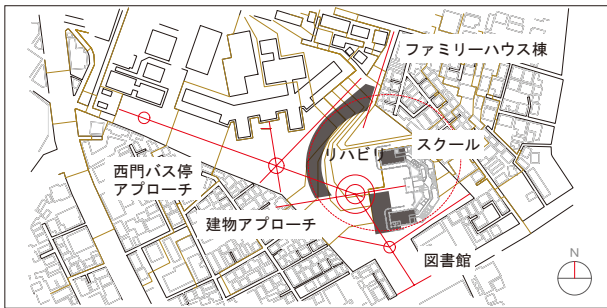 ファミリーハウス棟
リハビリ
スクール
西門バス停
アプローチ
建物アプローチ
図書館
N